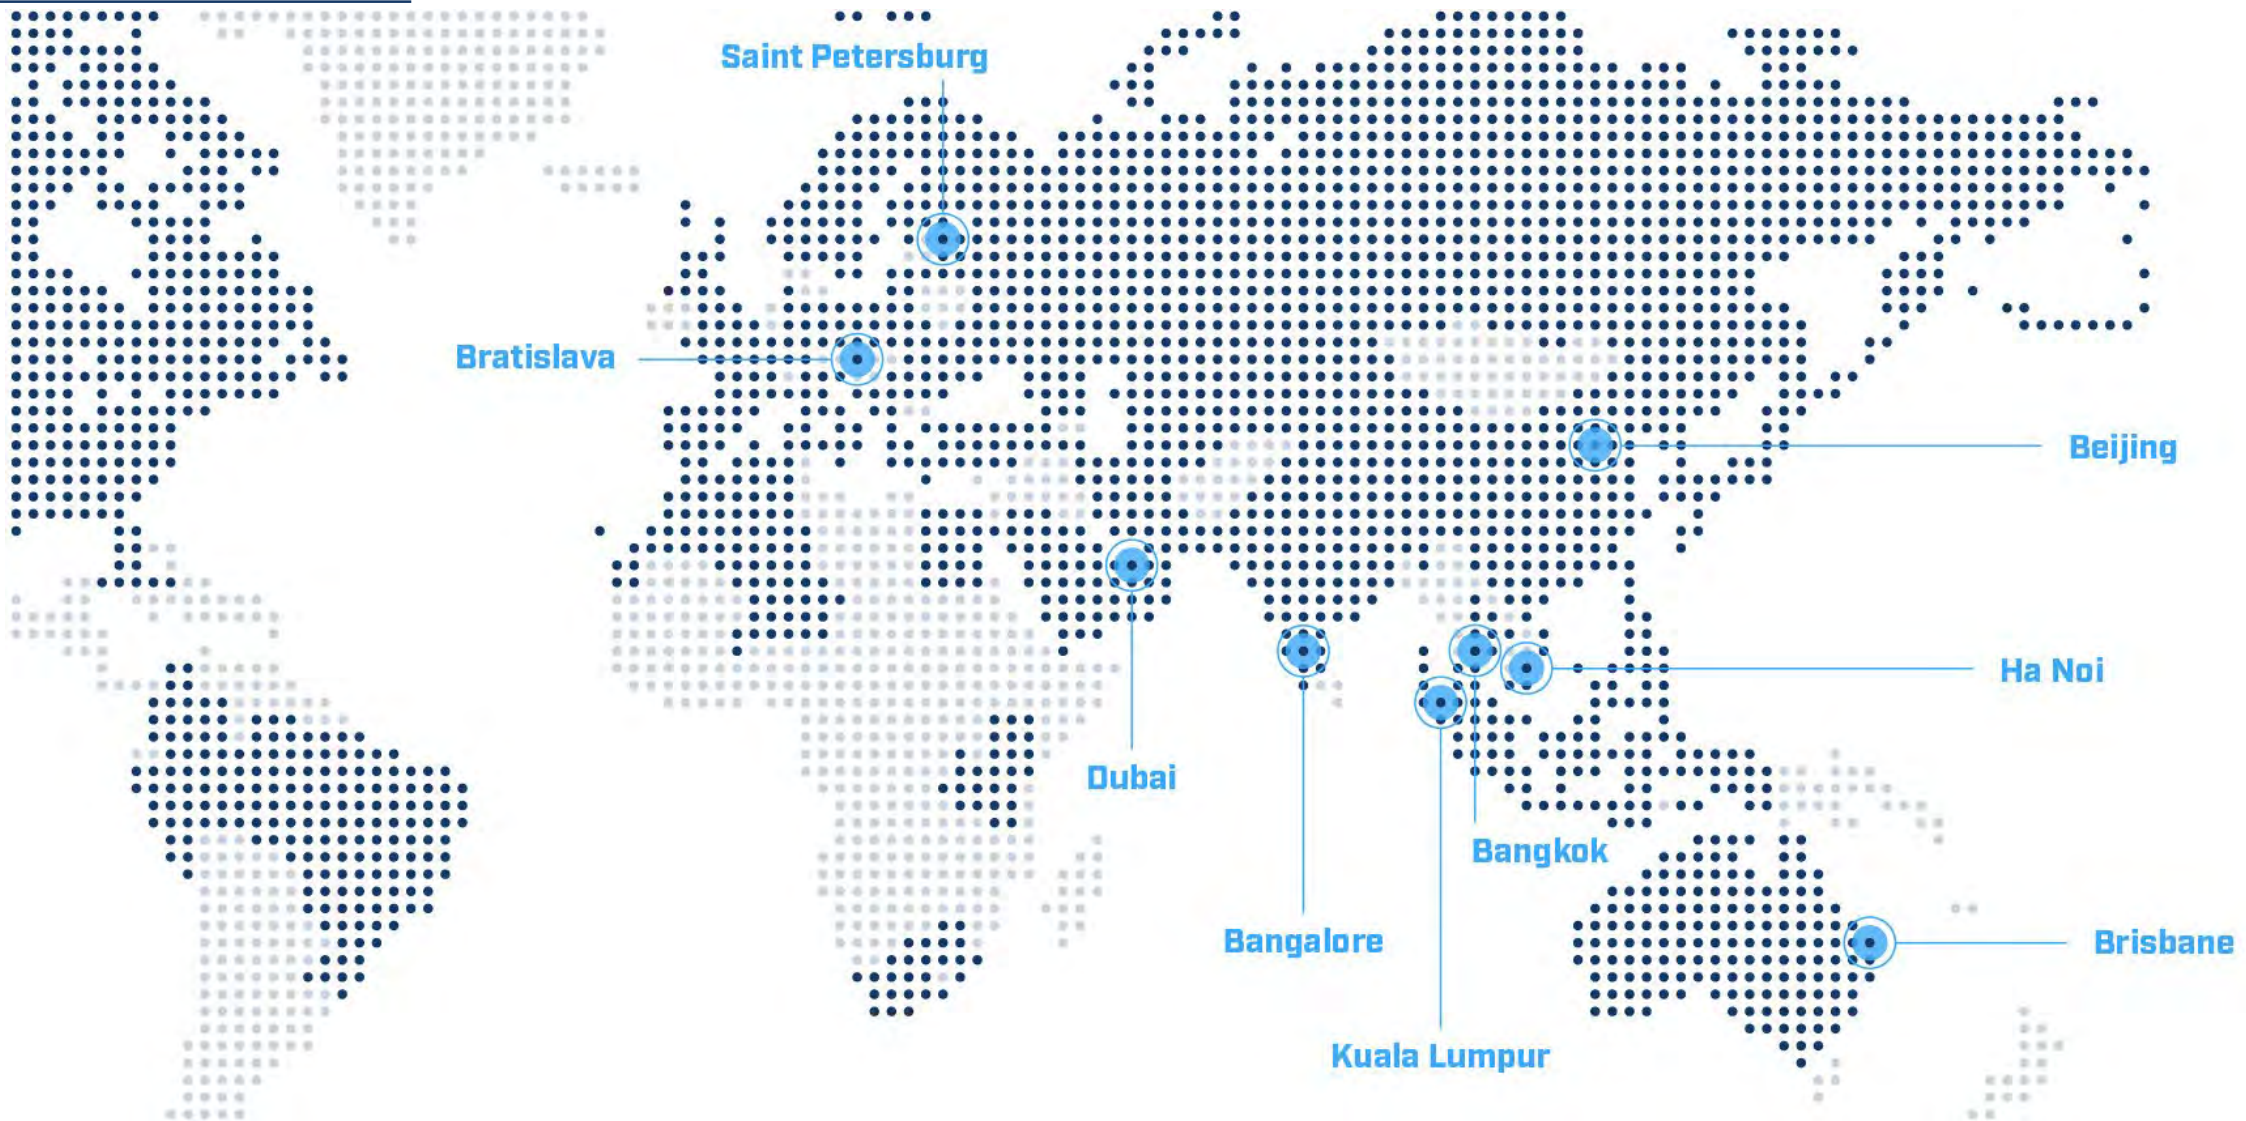 Saint Petersburg
Bratislava
Beijing
Ha Noi
Dubai
Bangkok
Bangalore
Brisbane
Kuala Lumpur